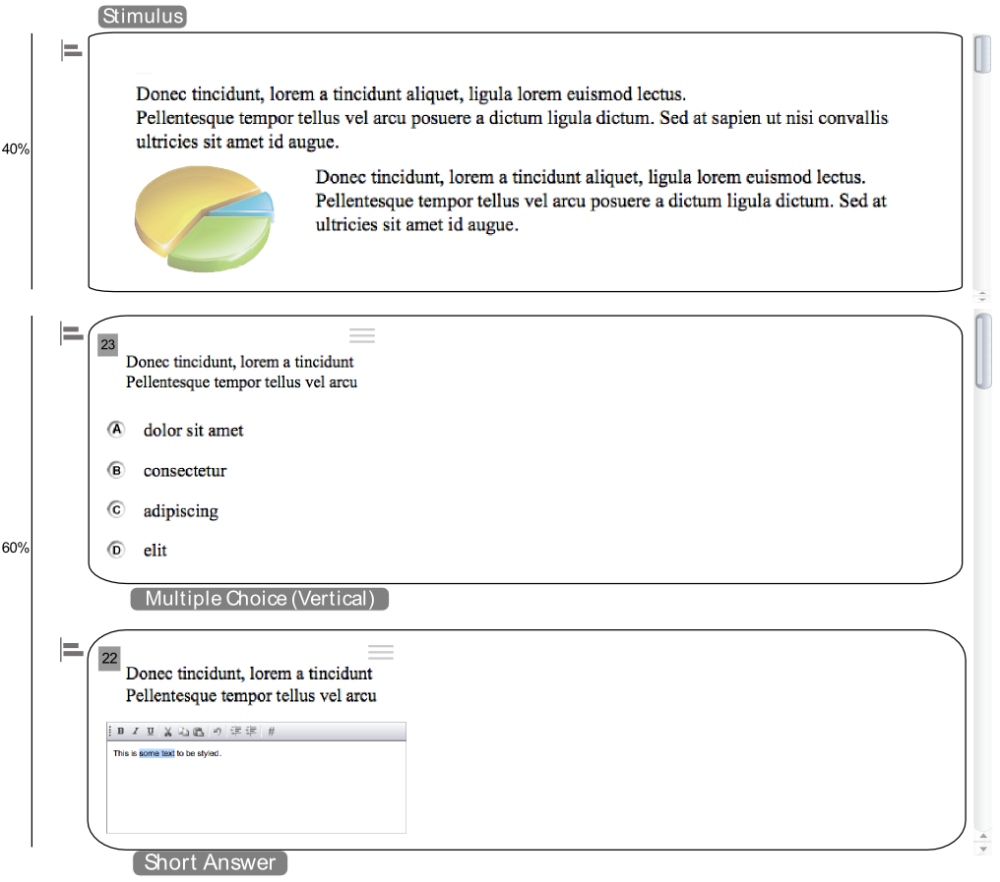 Stimulus
40%
Donec tincidunt, lorem a tincidunt aliquet, ligula lorem euismod lectus.
Pellentesque tempor tellus vel arcu posuere a dictum ligula dictum. Sed at sapien ut nisi convallis
ultricies sit amet id augue.
Donec tincidunt, lorem a tincidunt aliquet, ligula lorem euismod lectus.
Pellentesque tempor tellus vel arcu posuere a dictum ligula dictum. Sed at
ultricies sit amet id augue.
60%
23
Donec tincidunt, lorem a tincidunt
Pellentesque tempor tellus vel arcu
A dolor sit amet
B consectetur
C adipiscing
D elit
Multiple Choice (Vertical)
22
Donec tincidunt, lorem a tincidunt
Pellentesque tempor tellus vel arcu
B I U #
This is some text to be styled.
Short Answer